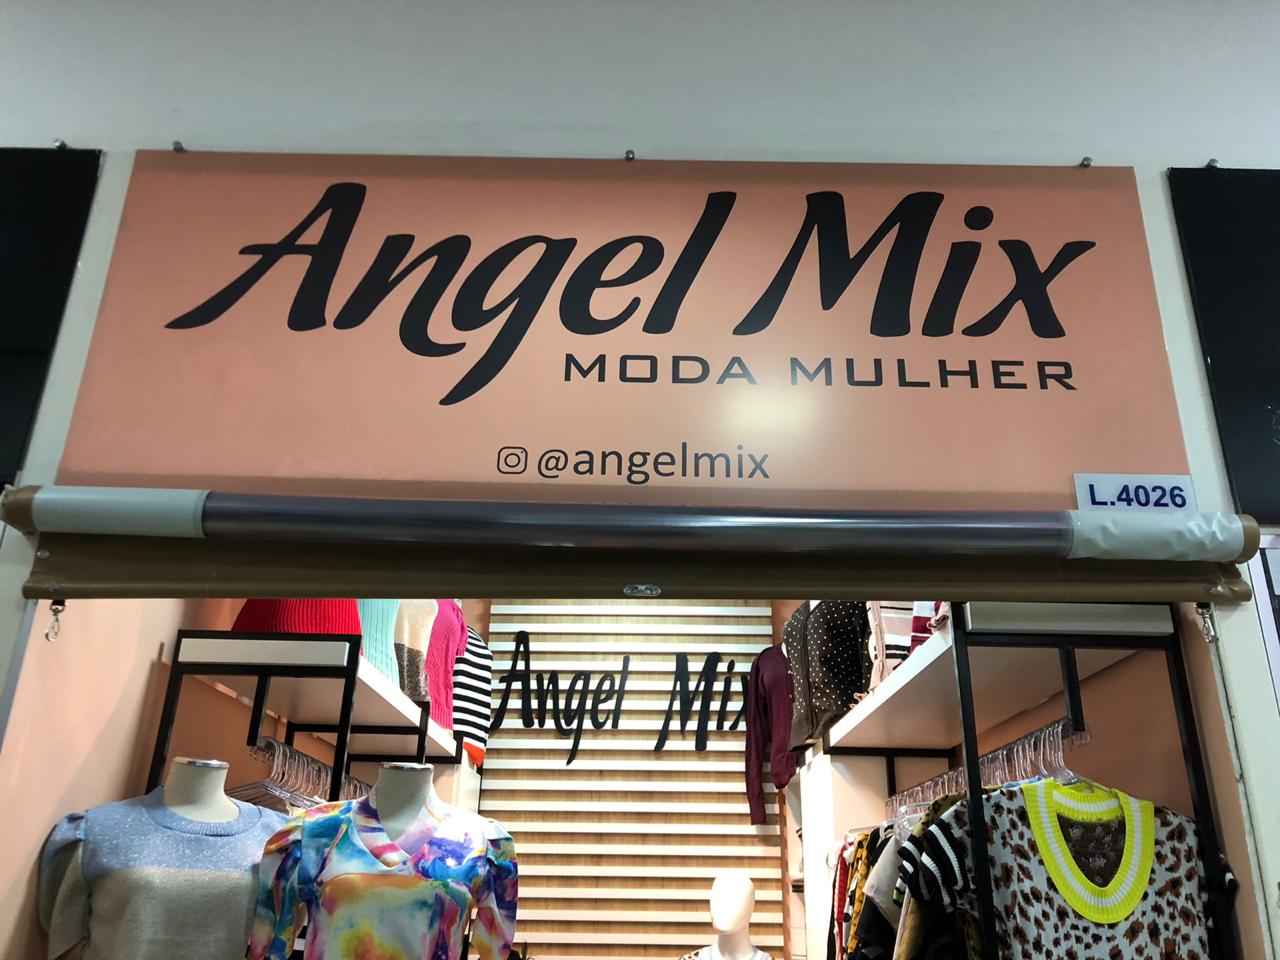 Angel Mix
MODA MULHER
@angelmix
L.4026
Angel Mix